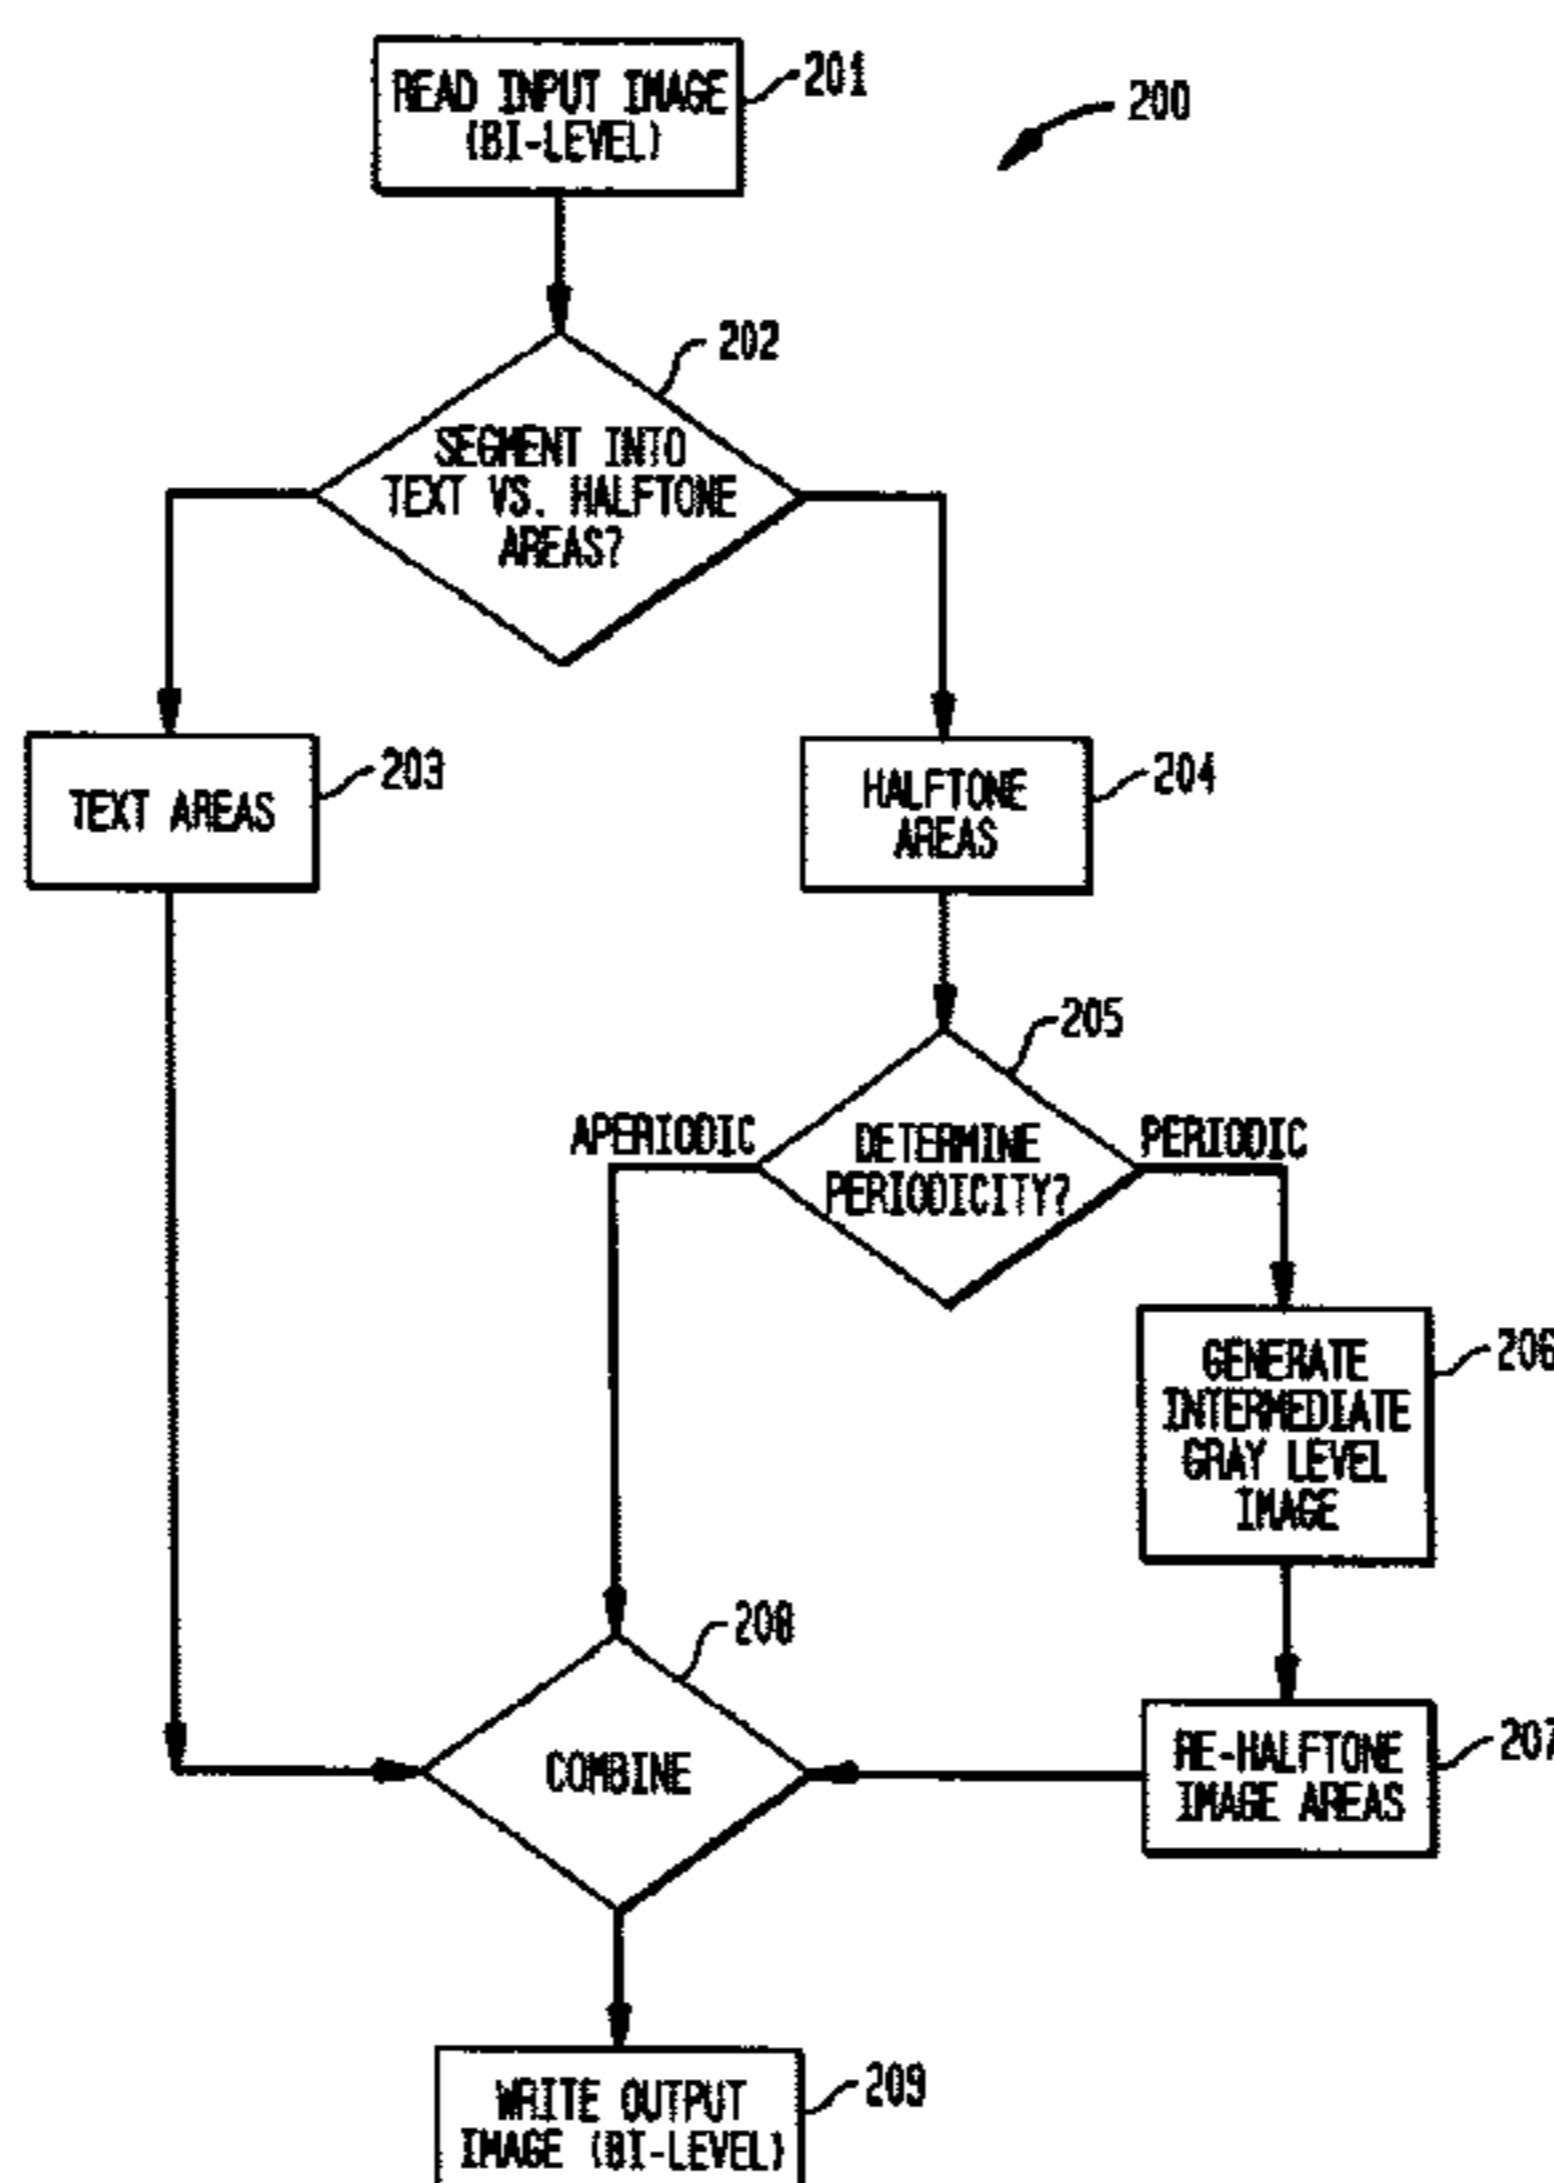 READ INPUT IMAGE
(BI-LEVEL)
201
200
202
SEGMENT INTO
TEXT VS. HALFTONE
AREAS?
203
TEXT AREAS
204
HALFTONE
AREAS
205
APERIODIC
DETERMINE
PERIODICITY?
PERIODIC
206
GENERATE
INTERMEDIATE
GRAY LEVEL
IMAGE
208
COMBINE
207
RE-HALFTONE
IMAGE AREAS
209
WRITE OUTPUT
IMAGE (BI-LEVEL)